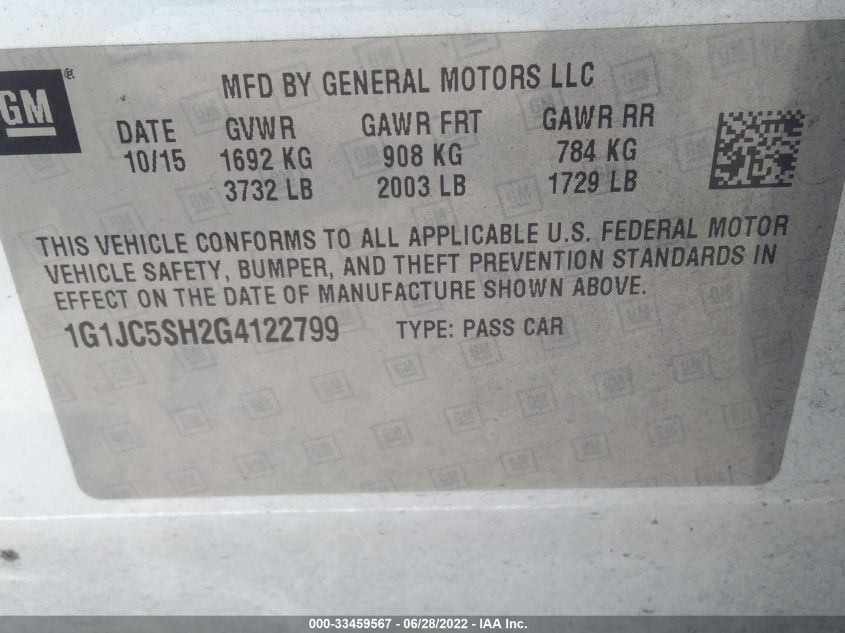 GM
®
MFD BY GENERAL MOTORS LLC
DATE GVWR GAWR FRT GAWR RR
10/15 1692 KG 908 KG 784 KG
3732 LB 2003 LB 1729 LB
THIS VEHICLE CONFORMS TO ALL APPLICABLE U.S. FEDERAL MOTOR
VEHICLE SAFETY, BUMPER, AND THEFT PREVENTION STANDARDS IN
EFFECT ON THE DATE OF MANUFACTURE SHOWN ABOVE.
1G1JC5SH2G4122799 TYPE: PASS CAR
000-33459567 - 06/28/2022 - IAA Inc.